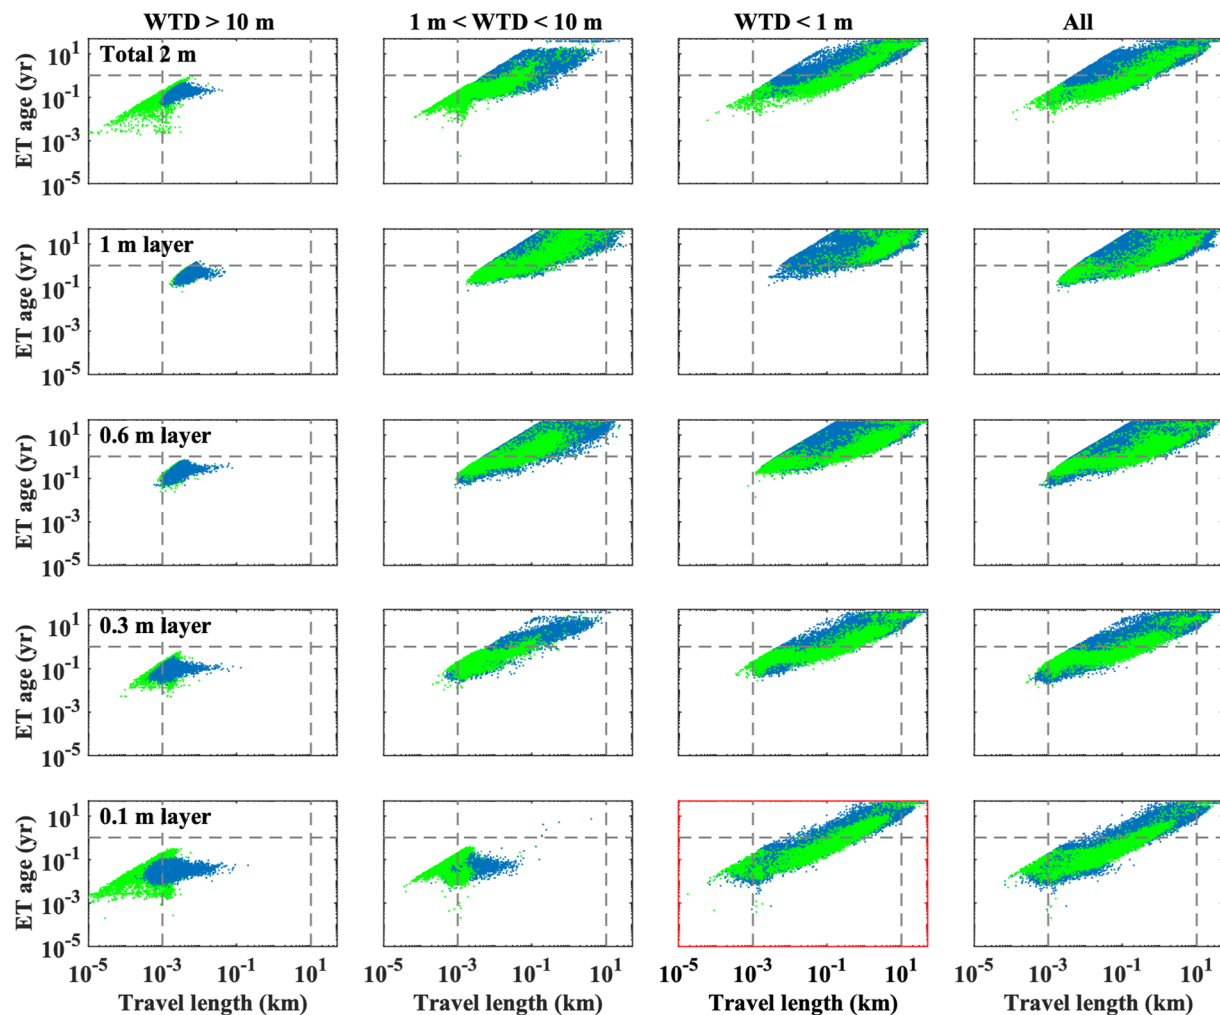 WTD > 10 m 1 m < WTD < 10 m WTD < 1 m All
Total 2 m
ET age (yr)
10^1
10^-1
10^-3
10^-5
1 m layer
ET age (yr)
10^1
10^-1
10^-3
10^-5
0.6 m layer
ET age (yr)
10^1
10^-1
10^-3
10^-5
0.3 m layer
ET age (yr)
10^1
10^-1
10^-3
10^-5
0.1 m layer
ET age (yr)
10^1
10^-1
10^-3
10^-5
10^-5 10^-3 10^-1 10^1 10^-5 10^-3 10^-1 10^1 10^-5 10^-3 10^-1 10^1 10^-5 10^-3 10^-1 10^1
Travel length (km) Travel length (km) Travel length (km) Travel length (km)